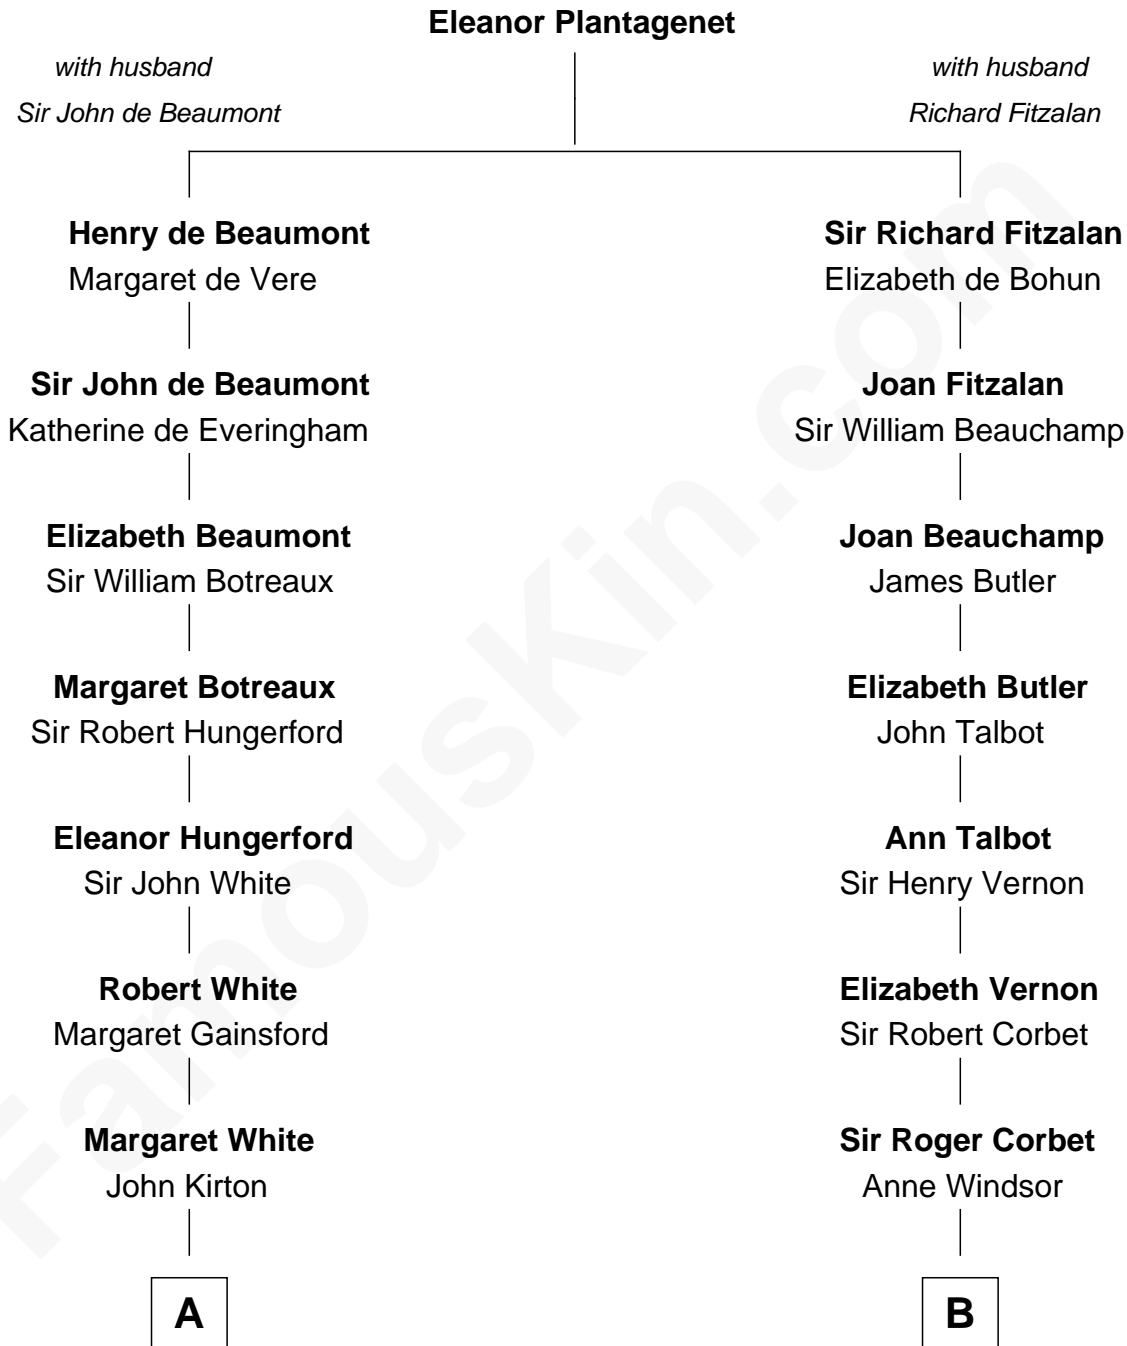 Eleanor Plantagenet
with husband
Sir John de Beaumont
with husband
Richard Fitzalan
Henry de Beaumont
Margaret de Vere
Sir Richard Fitzalan
Elizabeth de Bohun
Sir John de Beaumont
Katherine de Everingham
Joan Fitzalan
Sir William Beauchamp
Elizabeth Beaumont
Sir William Botreaux
Joan Beauchamp
James Butler
Margaret Botreaux
Sir Robert Hungerford
Elizabeth Butler
John Talbot
Eleanor Hungerford
Sir John White
Ann Talbot
Sir Henry Vernon
Robert White
Margaret Gainsford
Elizabeth Vernon
Sir Robert Corbet
Margaret White
John Kirton
Sir Roger Corbet
Anne Windsor
A
B
FamousKin.com